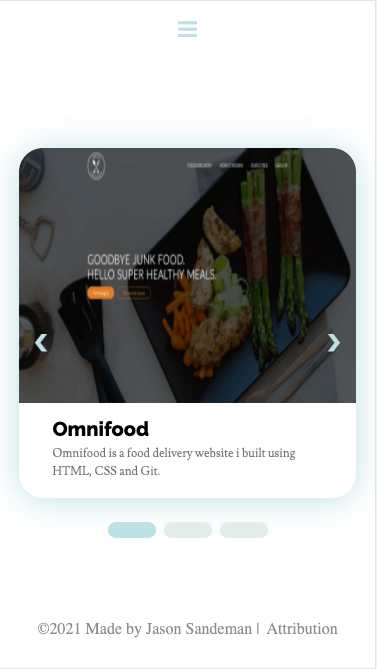 GOODBYE JUNK FOOD.
HELLO SUPER HEALTHY MEALS.
Omnifood
Omnifood is a food delivery website i built using
HTML, CSS and Git.
©2021 Made by Jason Sandeman | Attribution